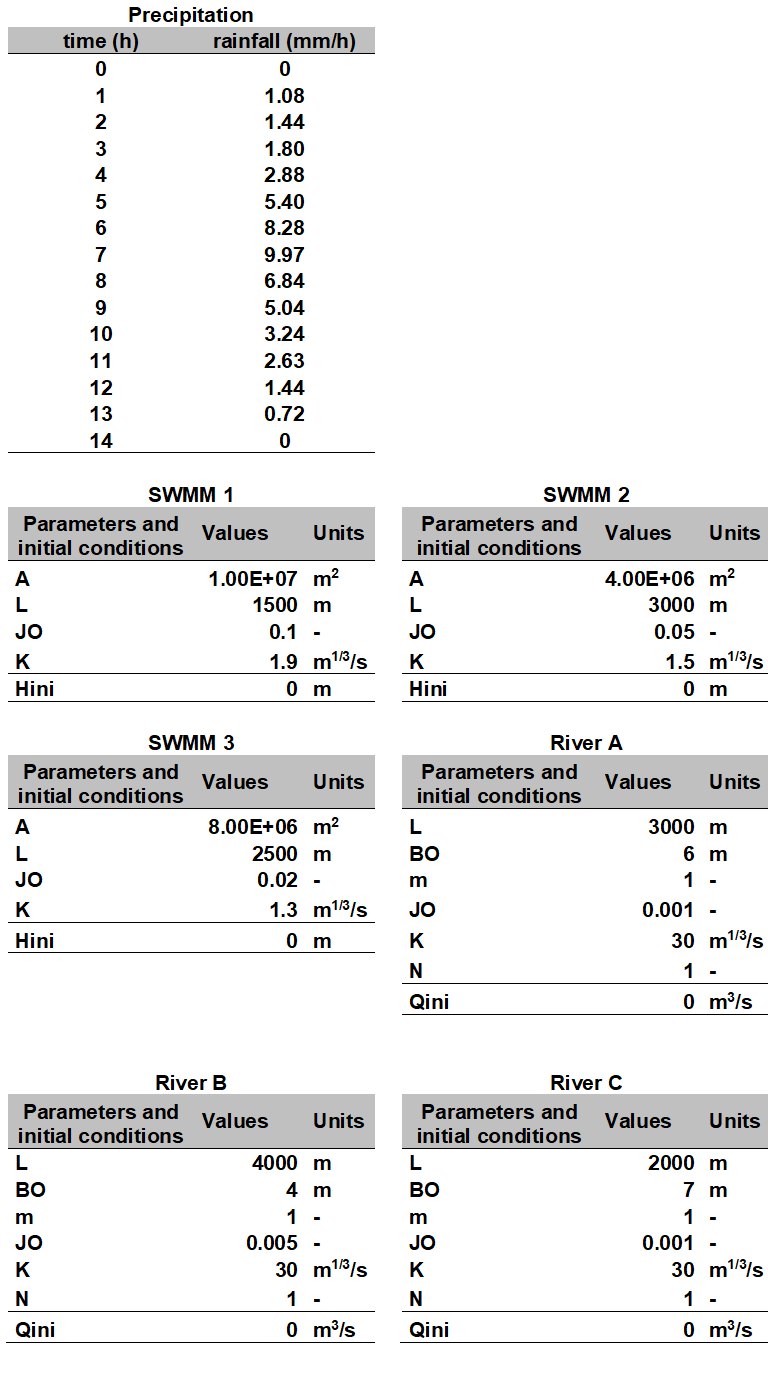 Precipitation
time (h) rainfall (mm/h)
0 0
1 1.08
2 1.44
3 1.80
4 2.88
5 5.40
6 8.28
7 9.97
8 6.84
9 5.04
10 3.24
11 2.63
12 1.44
13 0.72
14 0
SWMM 1
Parameters and initial conditions Values Units
A 1.00E+07 m²
L 1500 m
JO 0.1 -
K 1.9 m^1/3/s
Hini 0 m
SWMM 2
Parameters and initial conditions Values Units
A 4.00E+06 m²
L 3000 m
JO 0.05 -
K 1.5 m^1/3/s
Hini 0 m
SWMM 3
Parameters and initial conditions Values Units
A 8.00E+06 m²
L 2500 m
JO 0.02 -
K 1.3 m^1/3/s
Hini 0 m
River A
Parameters and initial conditions Values Units
L 3000 m
BO 6 m
m 1 -
JO 0.001 -
K 30 m^1/3/s
N 1 -
Qini 0 m³/s
River B
Parameters and initial conditions Values Units
L 4000 m
BO 4 m
m 1 -
JO 0.005 -
K 30 m^1/3/s
N 1 -
Qini 0 m³/s
River C
Parameters and initial conditions Values Units
L 2000 m
BO 7 m
m 1 -
JO 0.001 -
K 30 m^1/3/s
N 1 -
Qini 0 m³/s